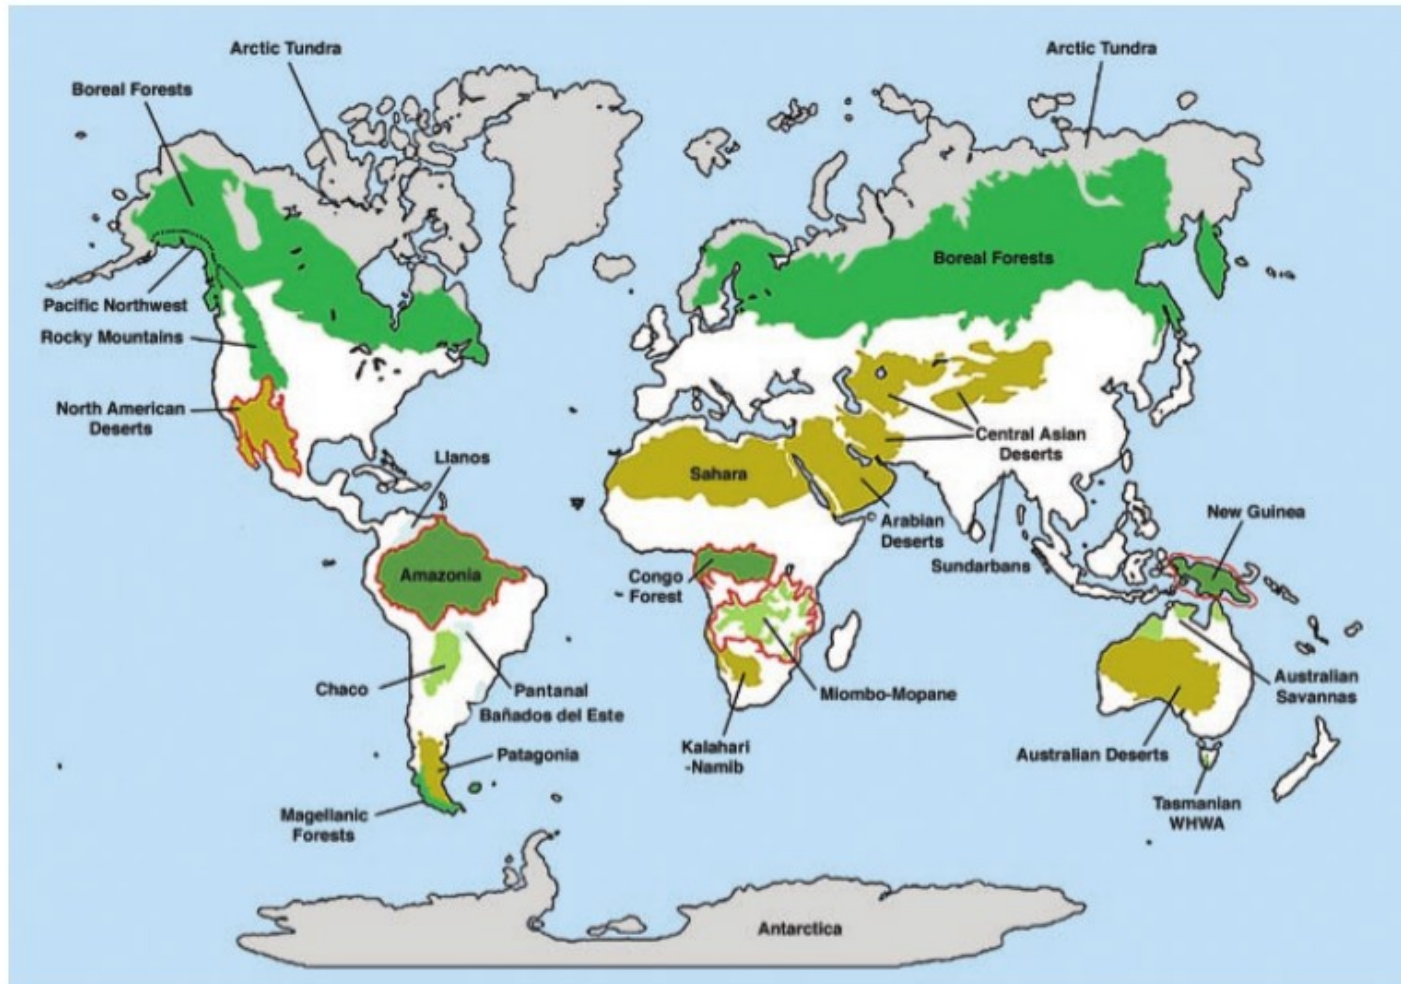 Arctic Tundra
Arctic Tundra
Boreal Forests
Boreal Forests
Pacific Northwest
Rocky Mountains
North American
Deserts
Llanos
Sahara
Central Asian
Deserts
Arabian
Deserts
New Guinea
Sundarbans
Amazonia
Congo
Forest
Chaco
Pantanal
Bañados del Este
Miombo-Mopane
Australian
Savannas
Kalahari
-Namib
Patagonia
Australian Deserts
Magellanic
Forests
Tasmanian
WHWA
Antarctica